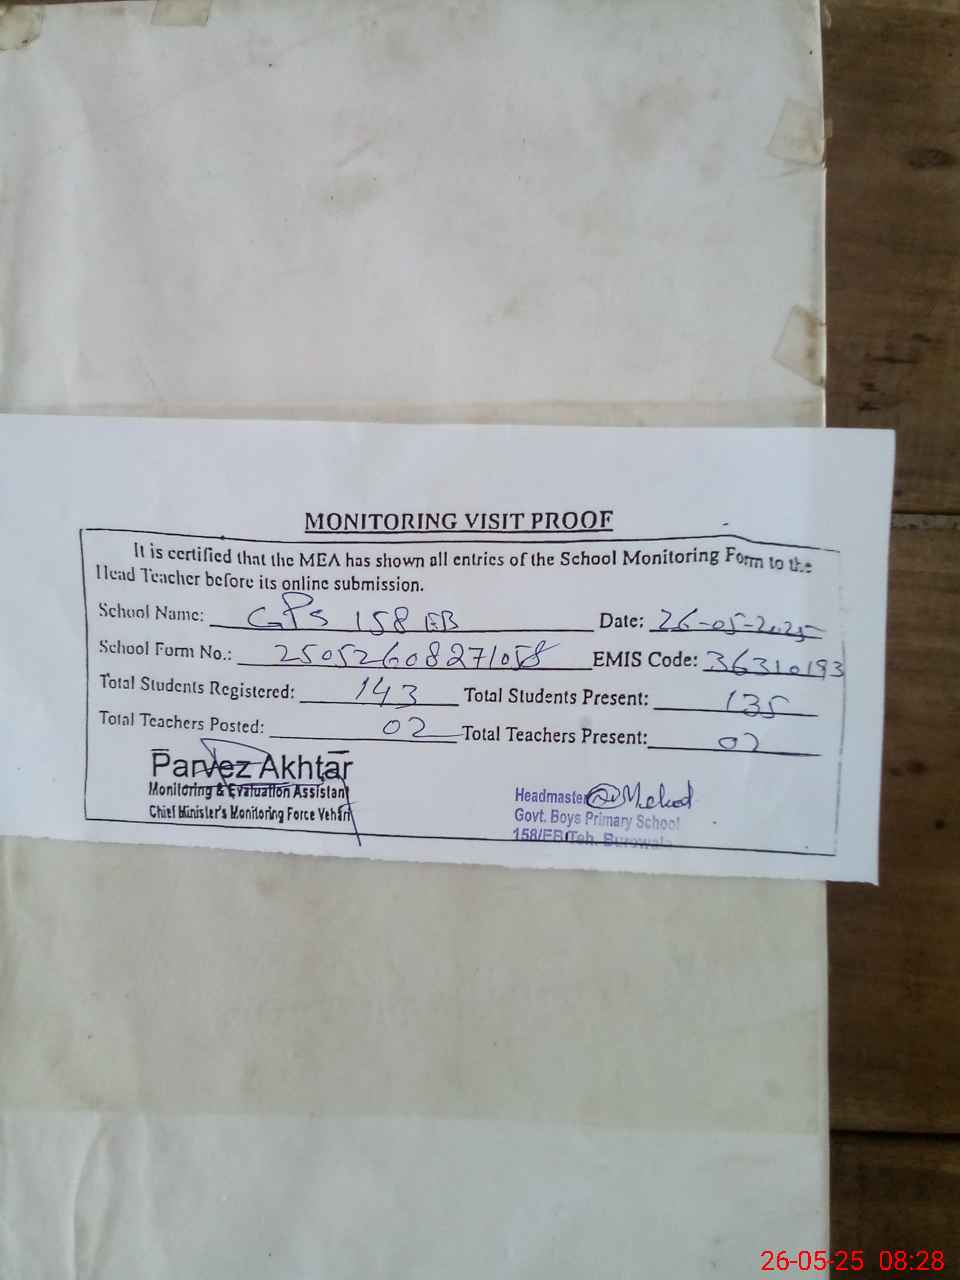 MONITORING VISIT PROOF
It is certified that the MEA has shown all entries of the School Monitoring Form to the
Head Teacher before its online submission.
School Name: GPS 158 EB Date: 26-05-2025
School Form No.: 25052608271058 EMIS Code: 36310193
Total Students Registered: 143 Total Students Present: 135
Total Teachers Posted: 02 Total Teachers Present: 02
Parvez Akhtar
Monitoring & Evaluation Assistant
Chief Minister's Monitoring Force Vehari
Headmaster
Govt. Boys Primary School
158/EB Teh. Burewala
26-05-25 08:28